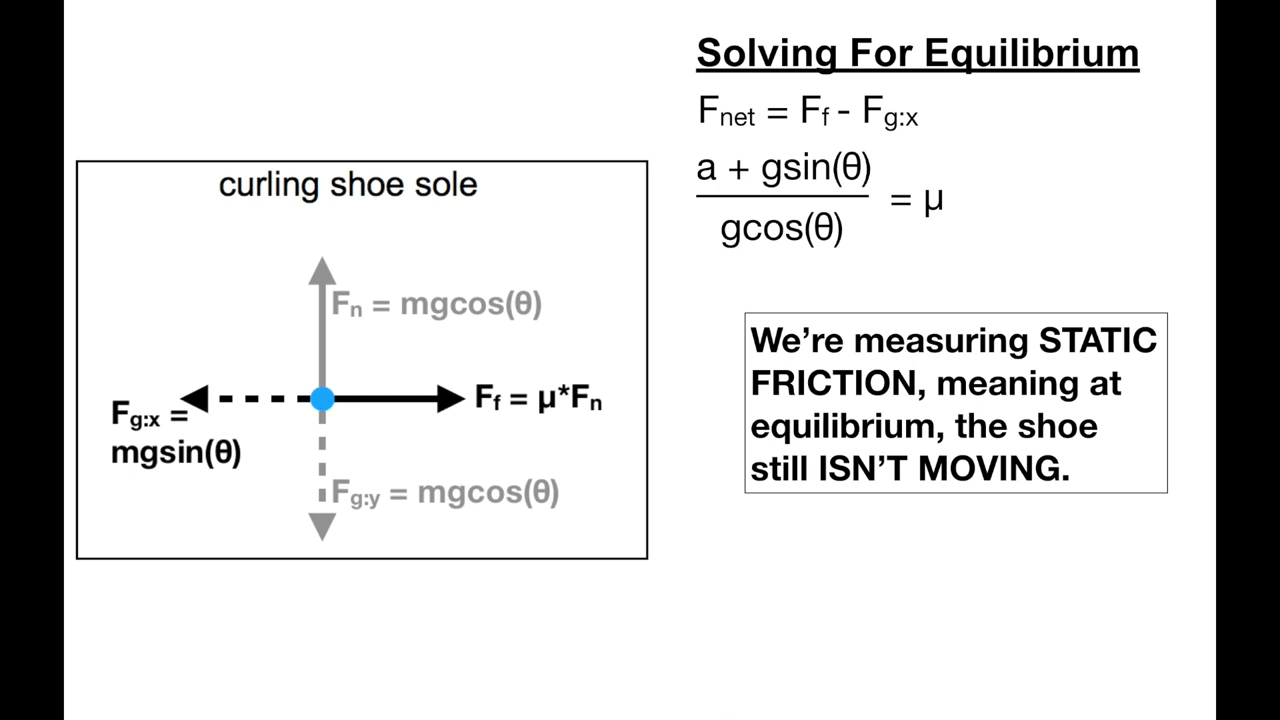 Solving For Equilibrium
Fnet = Ff - Fg:x
a + gsin(θ)
gcos(θ)
= μ
curling shoe sole
Fn = mgcos(θ)
Ff = μ*Fn
Fg:x =
mgsin(θ)
Fg:y = mgcos(θ)
We're measuring STATIC
FRICTION, meaning at
equilibrium, the shoe
still ISN'T MOVING.